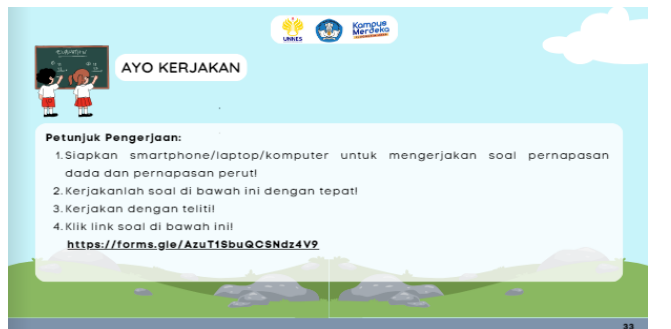 UNNES
Kampus
Merdeka
AYO KERJAKAN
Petunjuk Pengerjaan:
1.Siapkan smartphone/laptop/komputer untuk mengerjakan soal pernapasan
dada dan pernapasan perut!
2.Kerjakanlah soal di bawah ini dengan tepat!
3.Kerjakan dengan teliti!
4.Klik link soal di bawah ini!
https://forms.gle/AzuT1SbuQCSNdz4V9
33